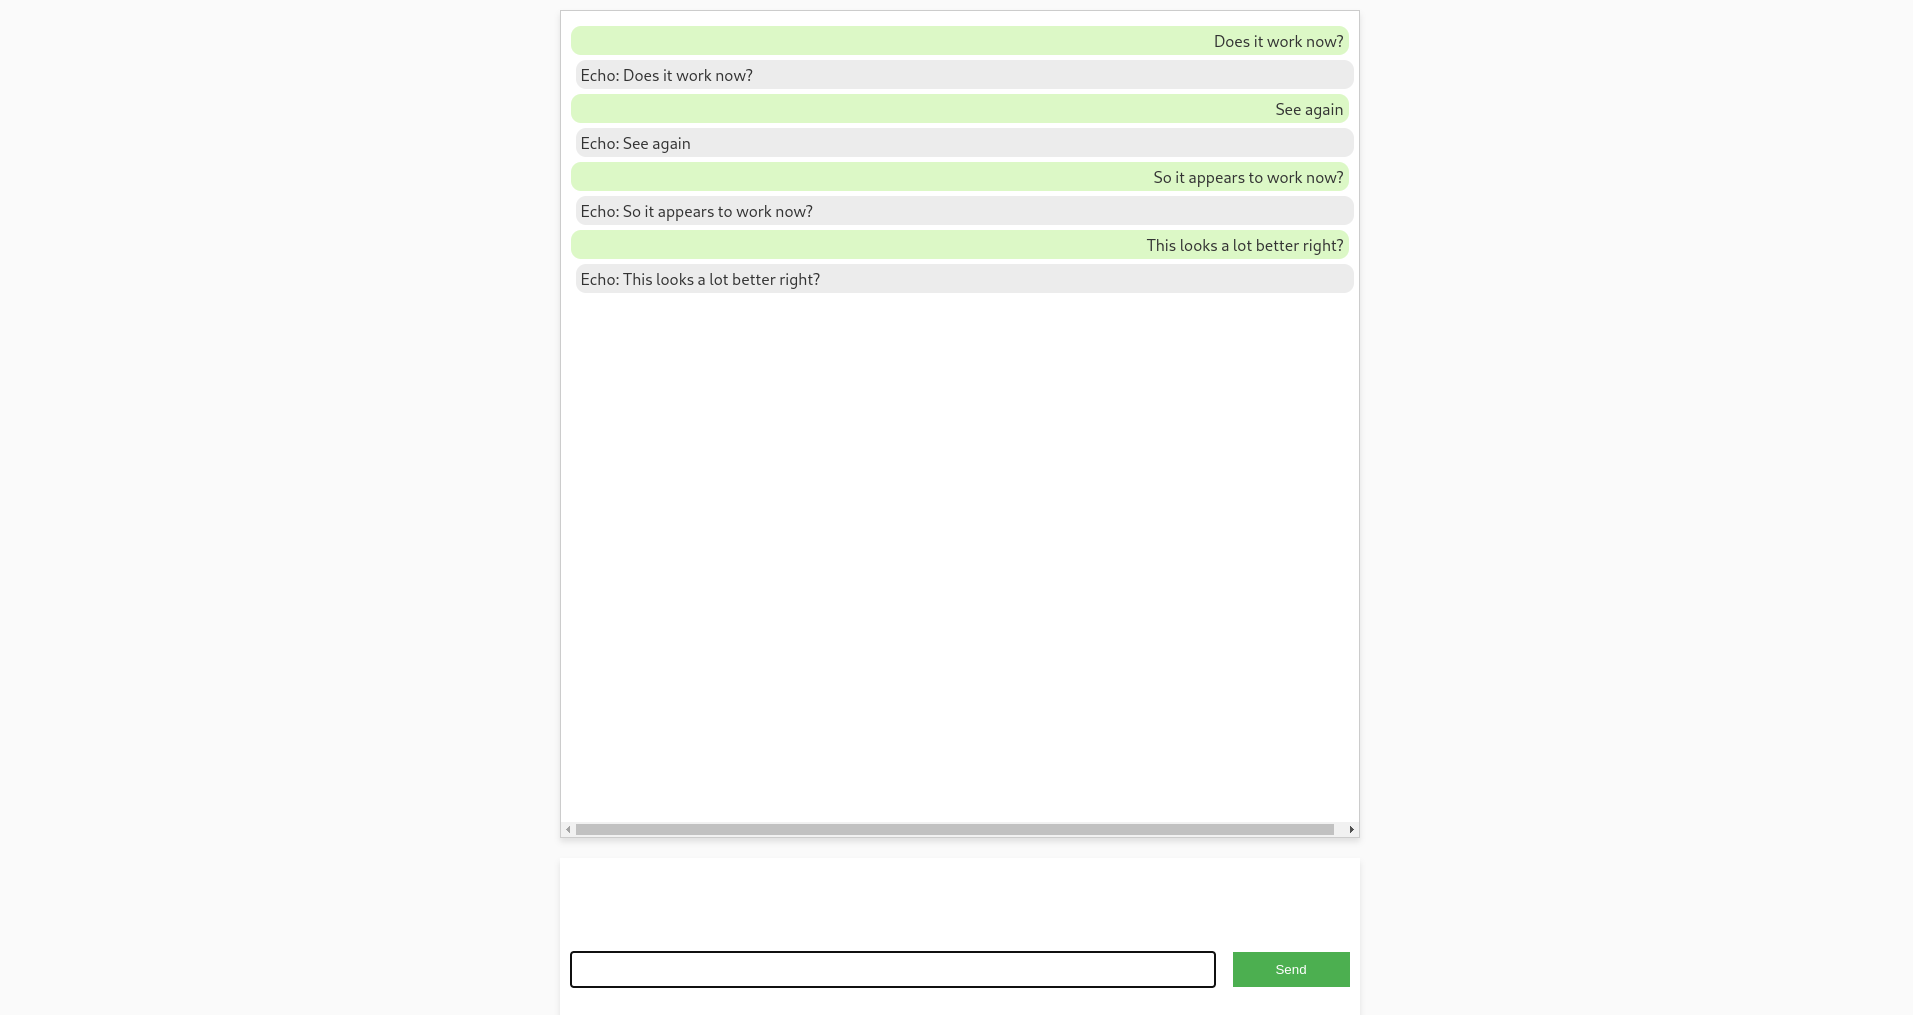 Does it work now?
Echo: Does it work now?
See again
Echo: See again
So it appears to work now?
Echo: So it appears to work now?
This looks a lot better right?
Echo: This looks a lot better right?
Send